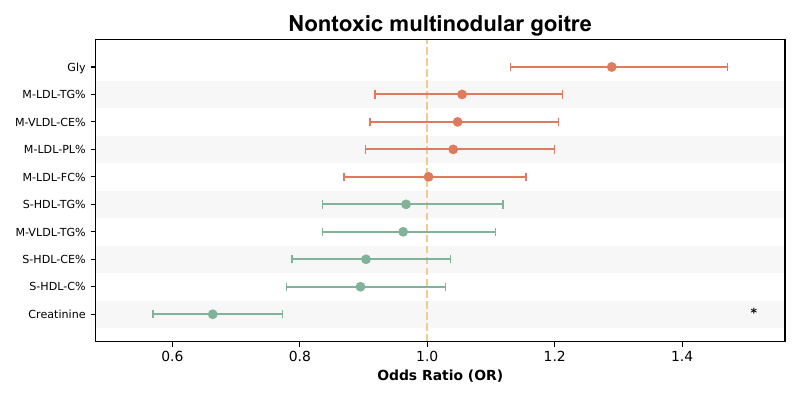 Nontoxic multinodular goitre
Gly
M-LDL-TG%
M-VLDL-CE%
M-LDL-PL%
M-LDL-FC%
S-HDL-TG%
M-VLDL-TG%
S-HDL-CE%
S-HDL-C%
Creatinine *
0.6 0.8 1.0 1.2 1.4
Odds Ratio (OR)